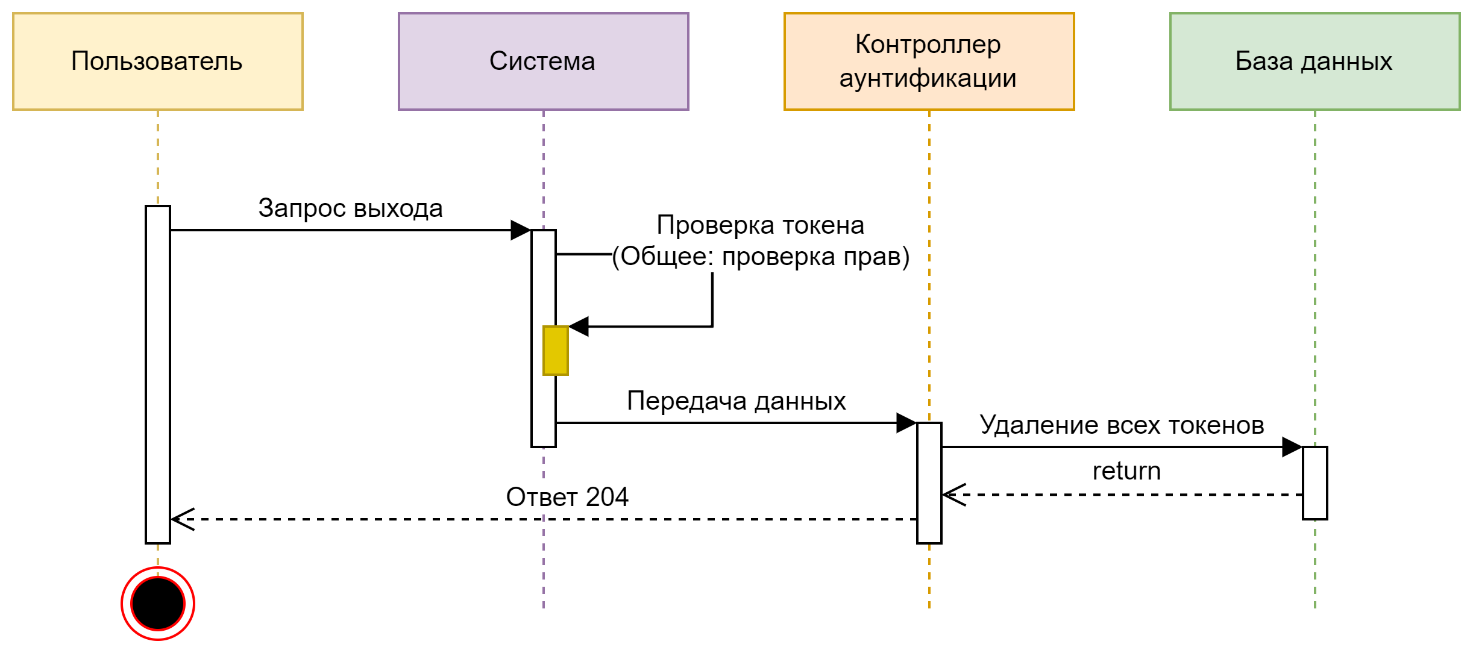 Пользователь
Система
Контроллер
аунтификации
База данных
Запрос выхода
Проверка токена
(Общее: проверка прав)
Передача данных
Удаление всех токенов
return
Ответ 204